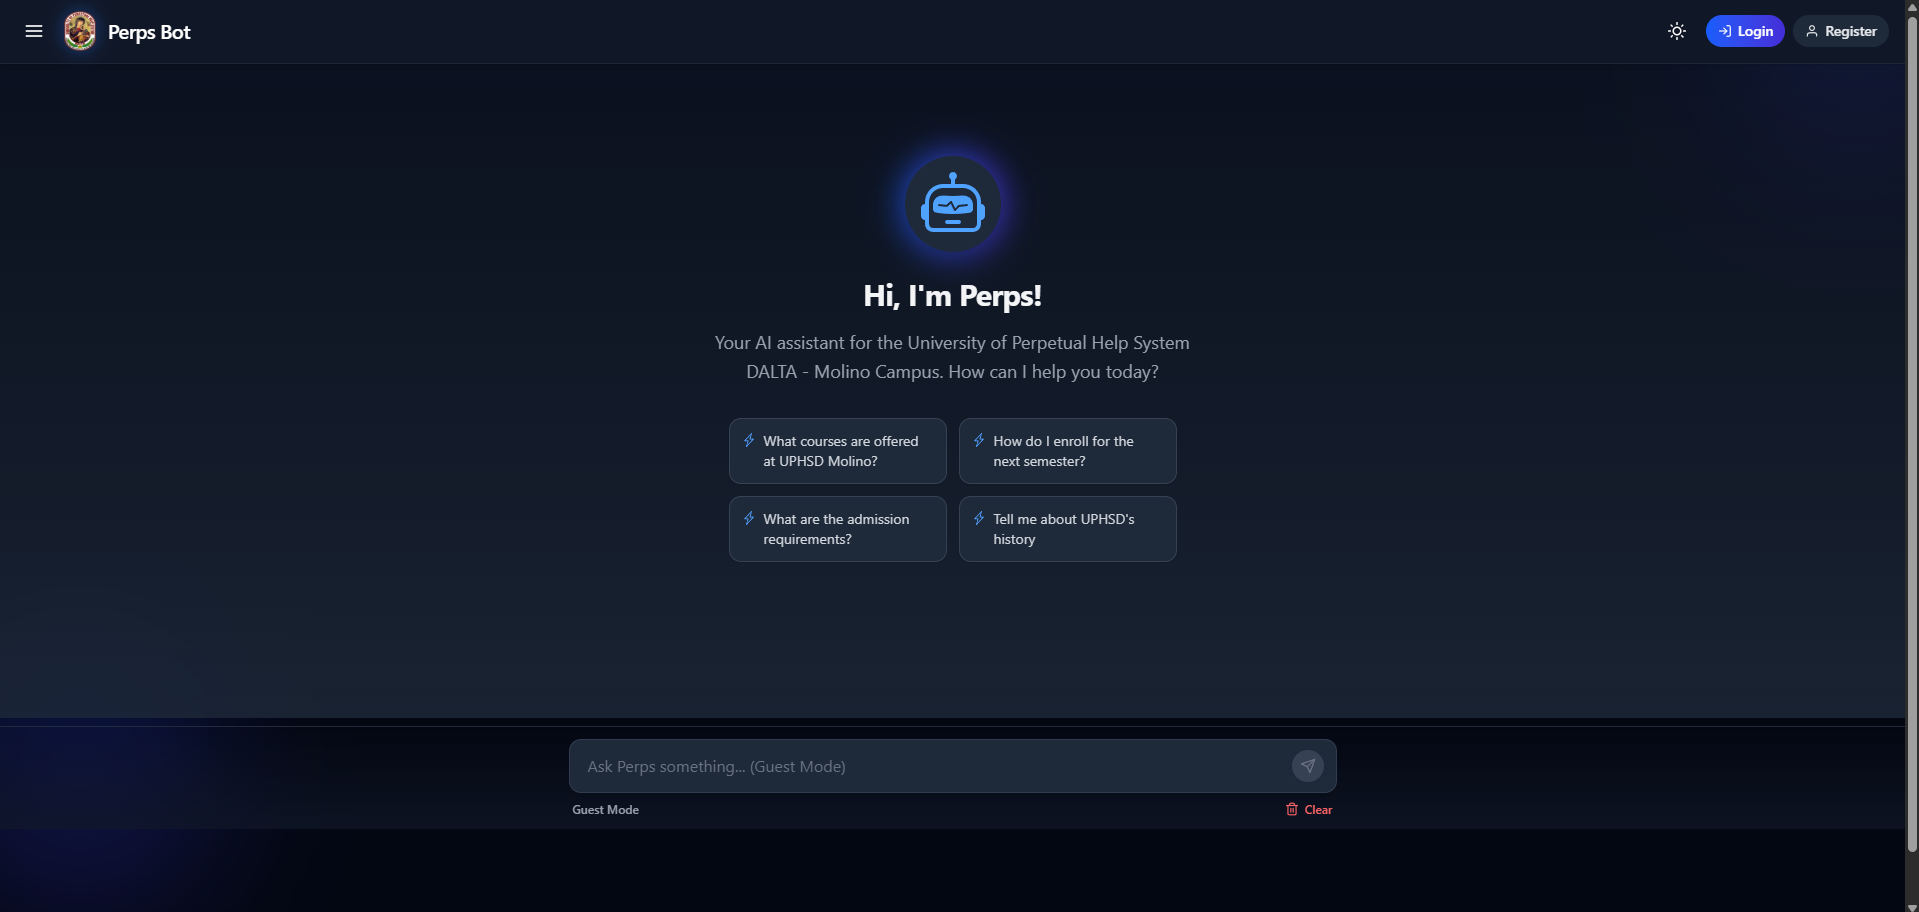 Perps Bot
Login
Register
Hi, I'm Perps!
Your AI assistant for the University of Perpetual Help System
DALTA - Molino Campus. How can I help you today?
What courses are offered
at UPHSD Molino?
How do I enroll for the
next semester?
What are the admission
requirements?
Tell me about UPHSD's
history
Ask Perps something... (Guest Mode)
Guest Mode
Clear